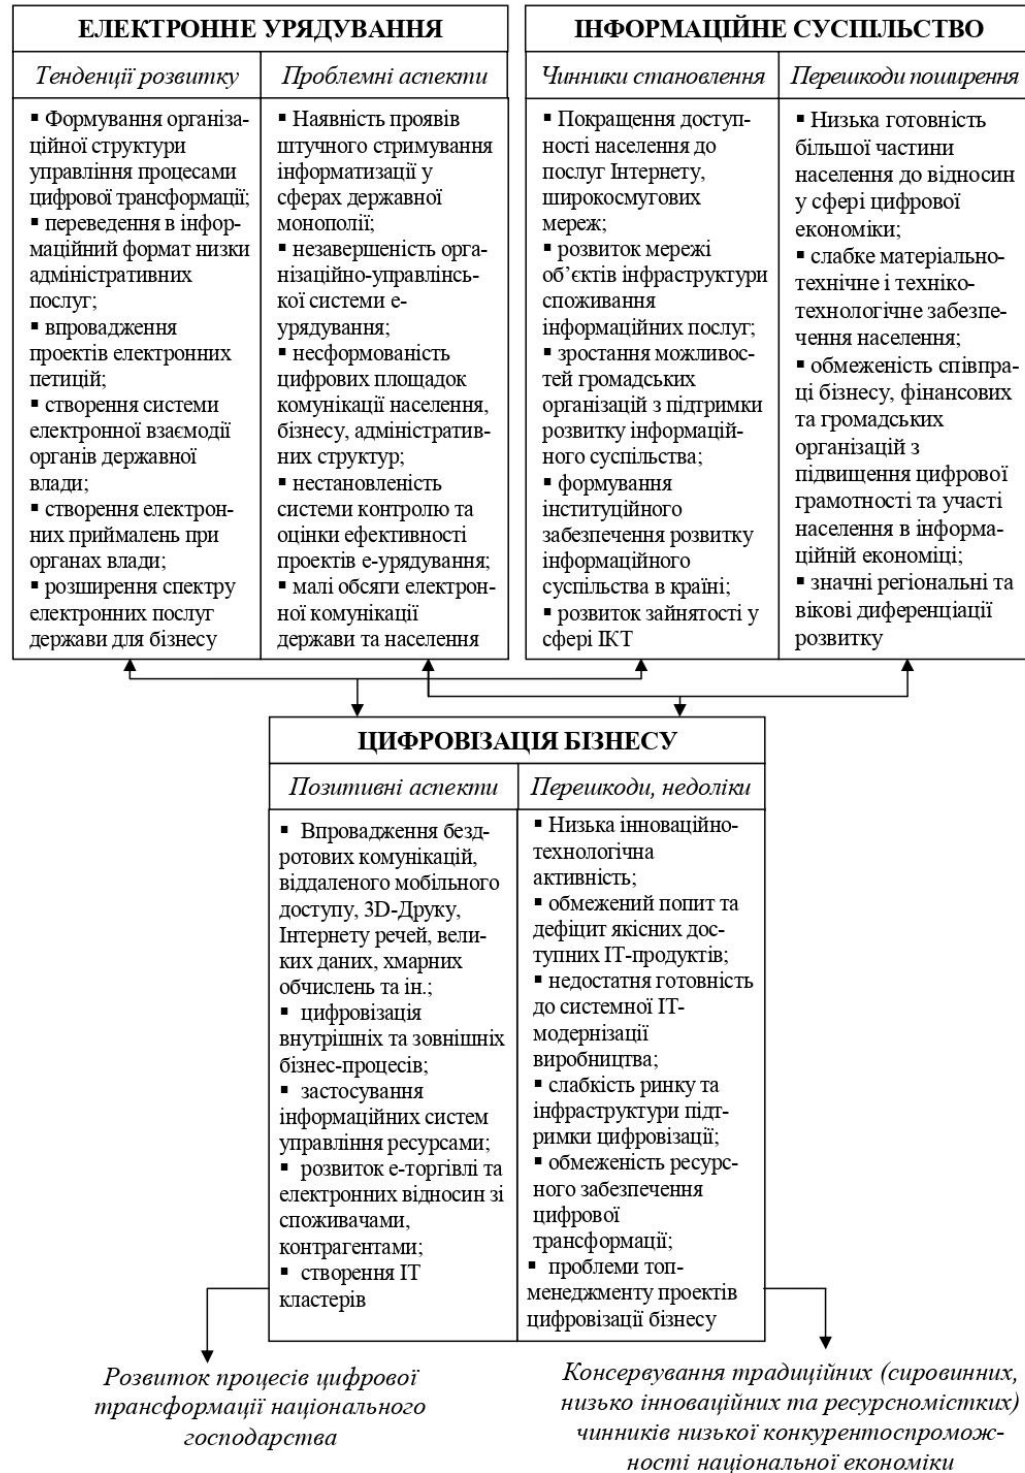 ЕЛЕКТРОННЕ УРЯДУВАННЯ
Тенденції розвитку
▪ Формування організа-
ційної структури
управління процесами
цифрової трансформації;
▪ переведення в інфор-
маційний формат низки
адміністративних
послуг;
▪ впровадження
проектів електронних
петицій;
▪ створення системи
електронної взаємодії
органів державної
влади;
▪ створення електрон-
них приймалень при
органах влади;
▪ розширення спектру
електронних послуг
держави для бізнесу
Проблемні аспекти
▪ Наявність проявів
штучного стримування
інформатизації у
сферах державної
монополії;
▪ незавершеність орга-
нізаційно-управлінсь-
кої системи е-
урядування;
▪ несформованість
цифрових площадок
комунікації населення,
бізнесу, адміністратив-
них структур;
▪ нестановленість
системи контролю та
оцінки ефективності
проектів е-урядування;
▪ малі обсяги електрон-
ної комунікації
держави та населення
ІНФОРМАЦІЙНЕ СУСПІЛЬСТВО
Чинники становлення
▪ Покращення доступ-
ності населення до
послуг Інтернету,
широкосмугових
мереж;
▪ розвиток мережі
об’єктів інфраструктури
споживання
інформаційних послуг;
▪ зростання можливос-
тей громадських
організацій з підтримки
розвитку інформацій-
ного суспільства;
▪ формування
інституційного
забезпечення розвитку
інформаційного
суспільства в країні;
▪ розвиток зайнятості у
сфері ІКТ
Перешкоди поширення
▪ Низька готовність
більшої частини
населення до відносин
у сфері цифрової
економіки;
▪ слабке матеріально-
технічне і техніко-
технологічне забезпе-
чення населення;
▪ обмеженість співпра-
ці бізнесу, фінансових
та громадських
організацій з
підвищення цифрової
грамотності та участі
населення в інформа-
ційній економіці;
▪ значні регіональні та
вікові диференціації
розвитку
ЦИФРОВІЗАЦІЯ БІЗНЕСУ
Позитивні аспекти
▪ Впровадження безд-
ротових комунікацій,
віддаленого мобільного
доступу, 3D-Друку,
Інтернету речей, вели-
ких даних, хмарних
обчислень та ін.;
▪ цифровізація
внутрішніх та зовнішніх
бізнес-процесів;
▪ застосування
інформаційних систем
управління ресурсами;
▪ розвиток е-торгівлі та
електронних відносин зі
споживачами,
контрагентами;
▪ створення ІТ
кластерів
Перешкоди, недоліки
▪ Низька інноваційно-
технологічна
активність;
▪ обмежений попит та
дефіцит якісних дос-
тупних ІТ-продуктів;
▪ недостатня готовність
до системної ІТ-
модернізації
виробництва;
▪ слабкість ринку та
інфраструктури підт-
римки цифровізації;
▪ обмеженість ресурс-
ного забезпечення
цифрової
трансформації;
▪ проблеми топ-
менеджменту проектів
цифровізації бізнесу
Розвиток процесів цифрової
трансформації національного
господарства
Консервування традиційних (сировинних,
низько інноваційних та ресурсномістких)
чинників низької конкурентоспромож-
ності національної економіки